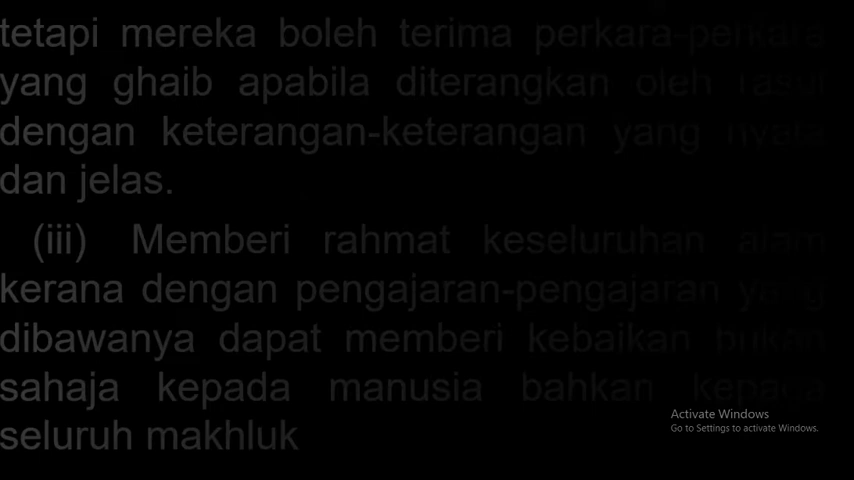 tetapi mereka boleh terima perkara-perkara
yang ghaib apabila diterangkan oleh rasul
dengan keterangan-keterangan yang nyata
dan jelas.
(iii) Memberi rahmat keseluruhan alam
kerana dengan pengajaran-pengajaran yang
dibawanya dapat memberi kebaikan bukan
sahaja kepada manusia bahkan kepada
seluruh makhluk
Activate Windows
Go to Settings to activate Windows.